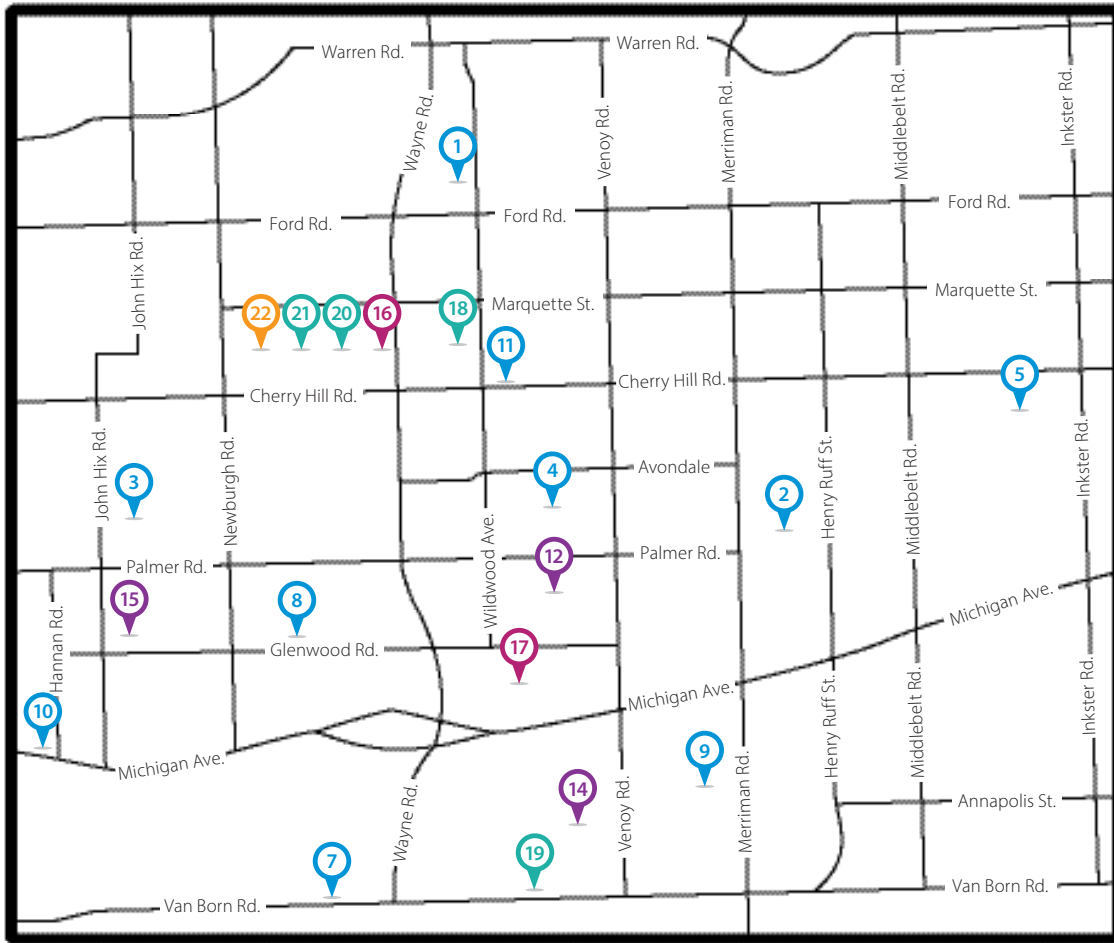 Warren Rd.
Warren Rd.
Wayne Rd.
1
Venoy Rd.
Merriman Rd.
Middlebelt Rd.
Inkster Rd.
Ford Rd.
Ford Rd.
Ford Rd.
John Hix Rd.
22
21
20
16
18
Marquette St.
Marquette St.
11
Cherry Hill Rd.
Cherry Hill Rd.
5
John Hix Rd.
3
Newburgh Rd.
4
Avondale
2
Henry Ruff St.
Middlebelt Rd.
Inkster Rd.
Wildwood Ave.
Palmer Rd.
12
Palmer Rd.
15
8
Hannan Rd.
Glenwood Rd.
17
Michigan Ave.
Michigan Ave.
10
Michigan Ave.
Henry Ruff St.
Middlebelt Rd.
Inkster Rd.
9
Merriman Rd.
Wayne Rd.
14
Venoy Rd.
Annapolis St.
7
19
Van Born Rd.
Van Born Rd.